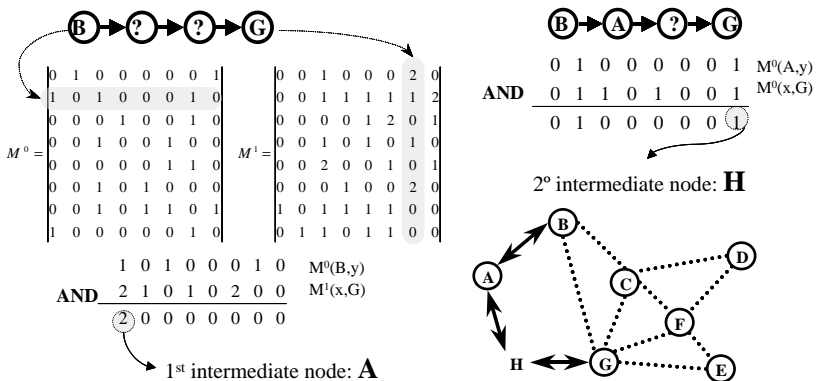 B ? ? G
0 1 0 0 0 0 0 1
1 0 1 0 0 0 1 0
0 0 0 1 0 0 1 0
0 0 1 0 0 1 0 0
M⁰ = 0 0 0 0 0 1 1 0
0 0 1 0 1 0 0 0
0 0 1 0 1 1 0 1
1 0 0 0 0 0 1 0
0 0 1 0 0 0 2 0
0 0 1 1 1 1 1 2
0 0 0 0 1 2 0 1
0 0 1 0 1 0 1 0
M¹ = 0 0 2 0 0 1 0 1
0 0 0 1 0 0 2 0
1 0 1 1 1 1 0 0
0 1 1 0 1 1 0 0
1 0 1 0 0 0 1 0 M⁰(B,y)
AND 2 1 0 1 0 2 0 0 M¹(x,G)
2 0 0 0 0 0 0 0
1st intermediate node: A
B A ? G
0 1 0 0 0 0 0 1 M⁰(A,y)
AND 0 1 1 0 1 0 0 1 M⁰(x,G)
0 1 0 0 0 0 0 1
2º intermediate node: H
B
D
A
C
F
H
G
E